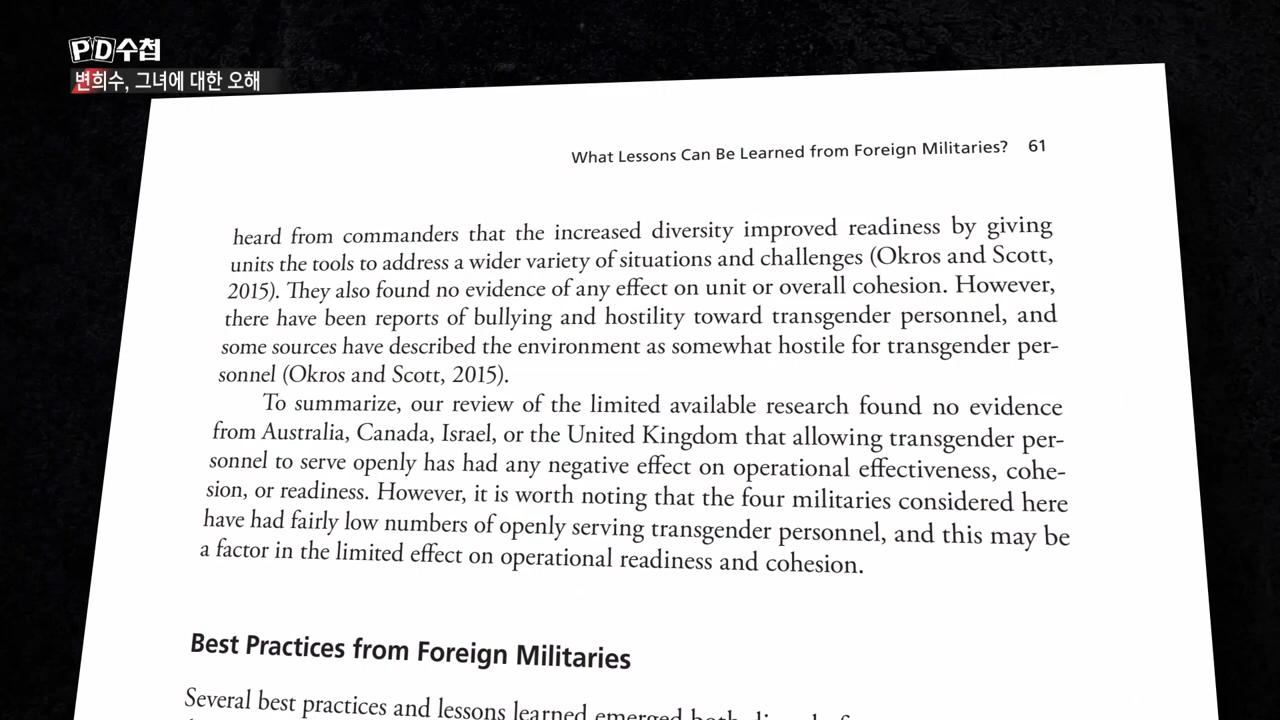 PD수첩
변희수, 그녀에 대한 오해
What Lessons Can Be Learned from Foreign Militaries? 61
heard from commanders that the increased diversity improved readiness by giving
units the tools to address a wider variety of situations and challenges (Okros and Scott,
2015). They also found no evidence of any effect on unit or overall cohesion. However,
there have been reports of bullying and hostility toward transgender personnel, and
some sources have described the environment as somewhat hostile for transgender per-
sonnel (Okros and Scott, 2015).
To summarize, our review of the limited available research found no evidence
from Australia, Canada, Israel, or the United Kingdom that allowing transgender per-
sonnel to serve openly has had any negative effect on operational effectiveness, cohe-
sion, or readiness. However, it is worth noting that the four militaries considered here
have had fairly low numbers of openly serving transgender personnel, and this may be
a factor in the limited effect on operational readiness and cohesion.
Best Practices from Foreign Militaries
Several best practices and lessons learned emerged both